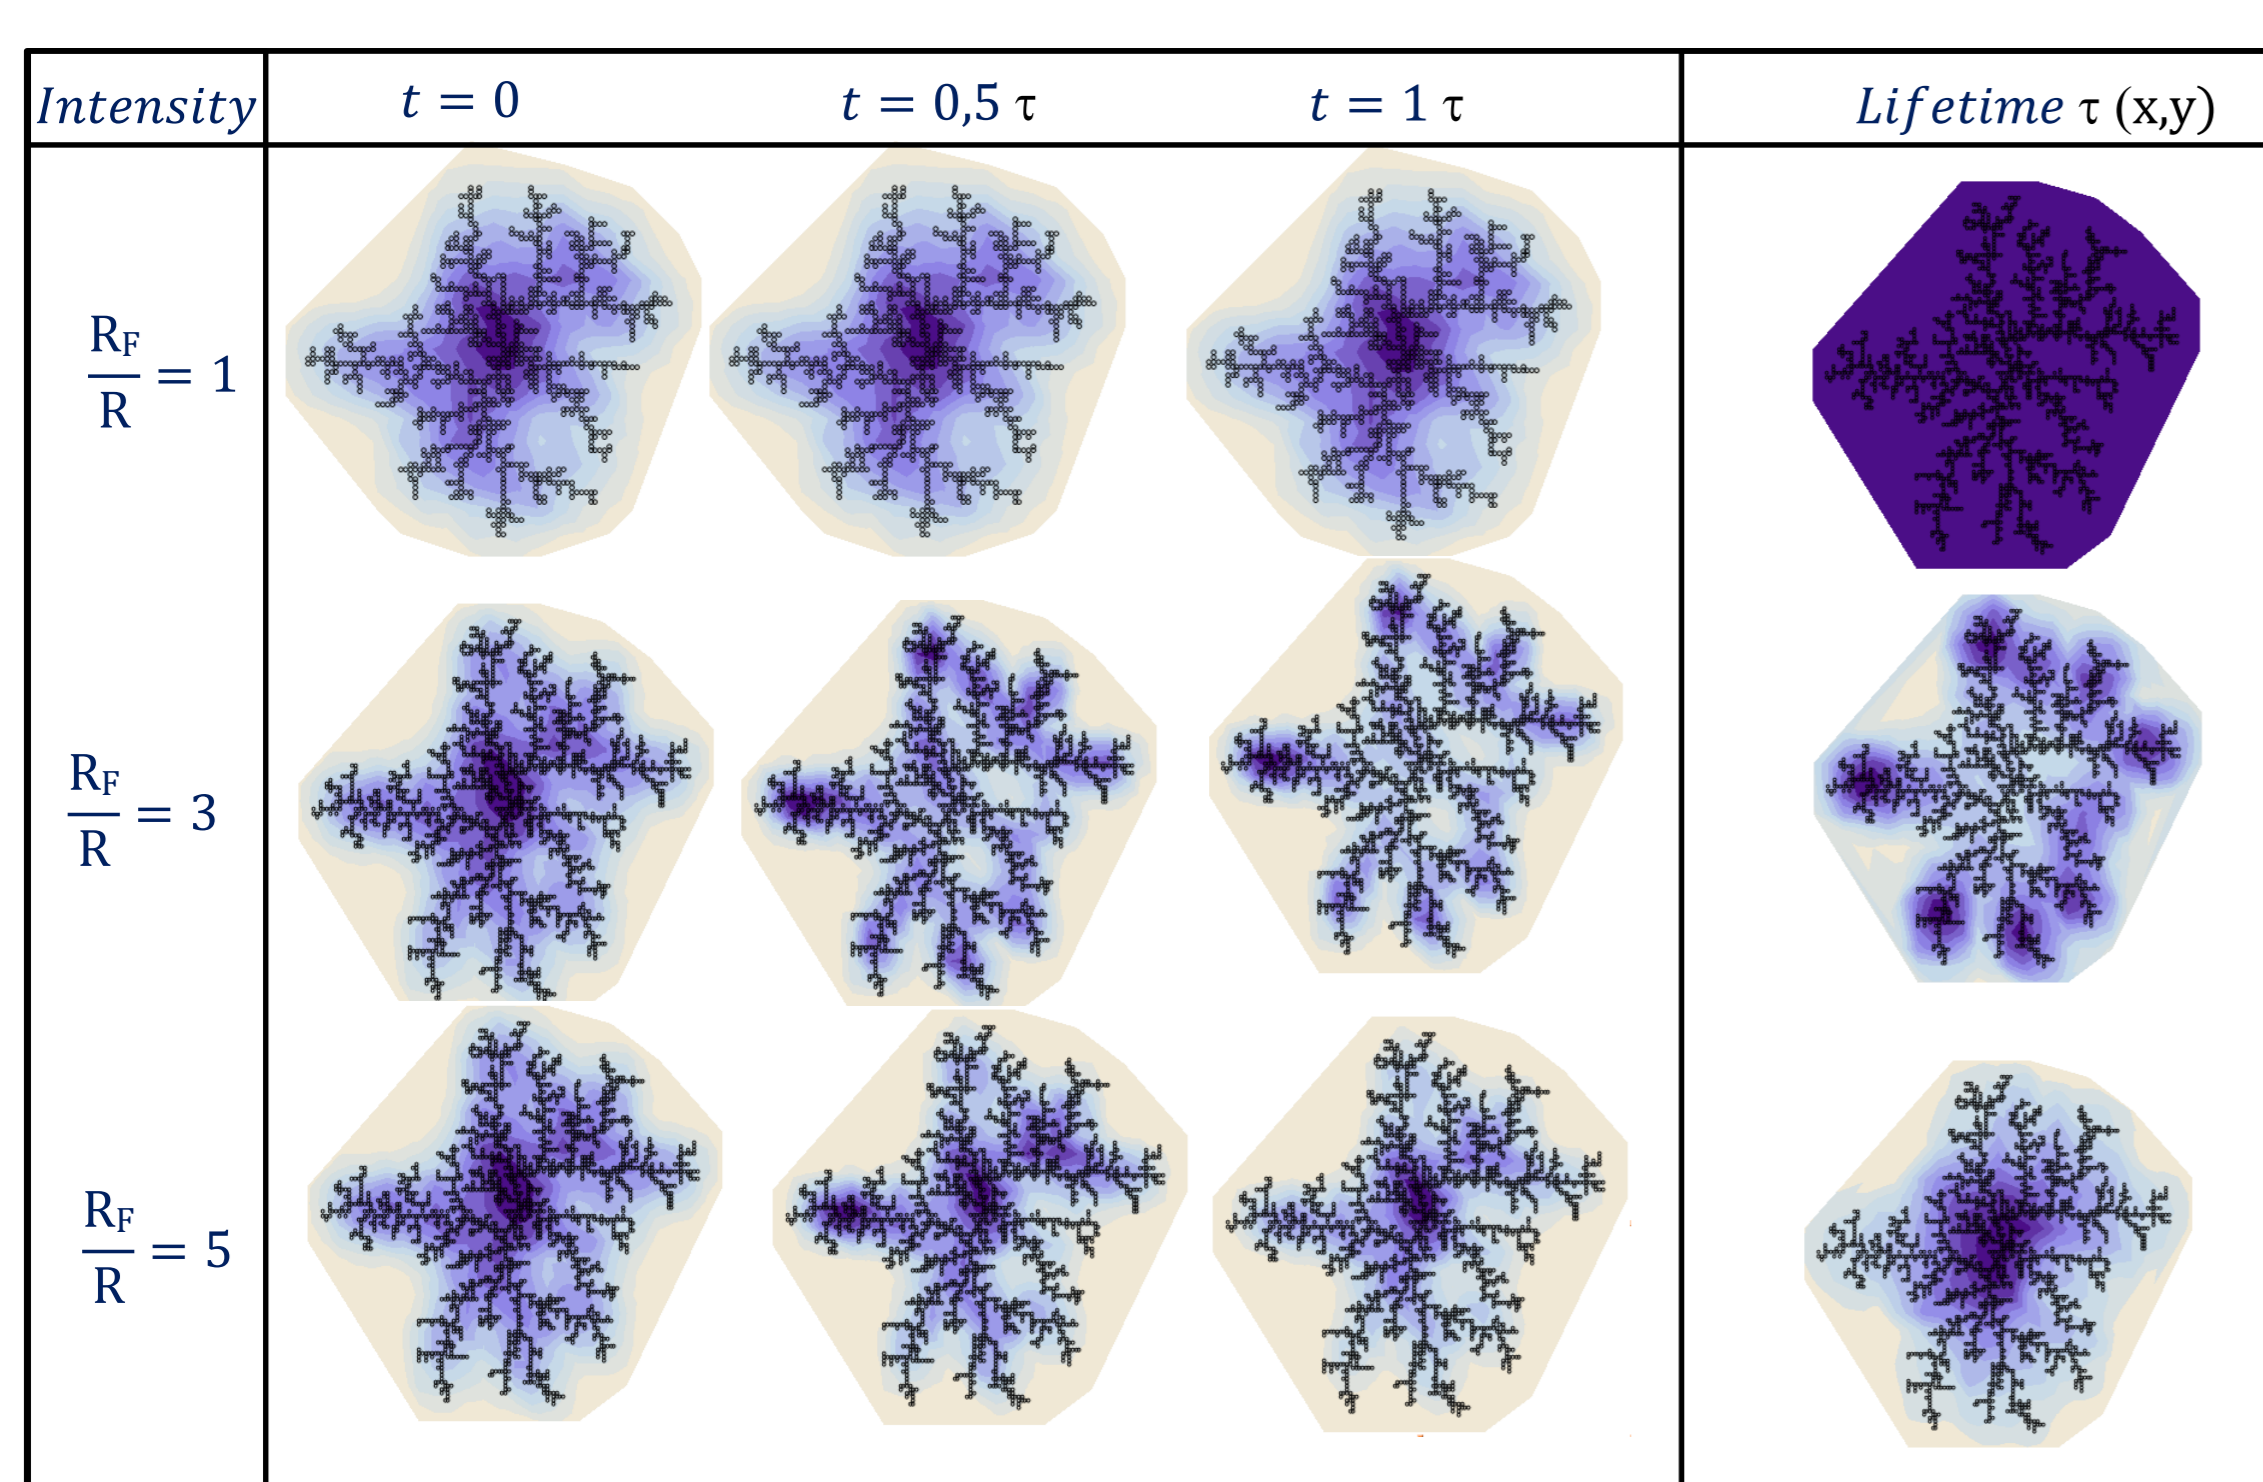 Intensity t = 0 t = 0,5 τ t = 1 τ Lifetime τ (x,y)
R_F/R = 1
R_F/R = 3
R_F/R = 5